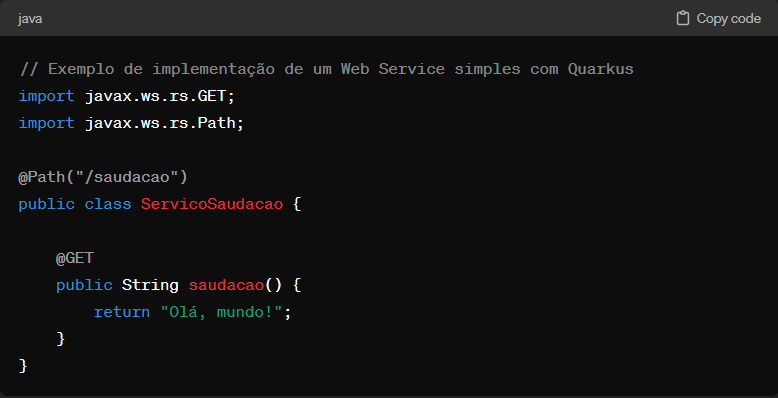 java
Copy code
// Exemplo de implementação de um Web Service simples com Quarkus
import javax.ws.rs.GET;
import javax.ws.rs.Path;
@Path("/saudacao")
public class ServicoSaudacao {
@GET
public String saudacao() {
return "Olá, mundo!";
}
}